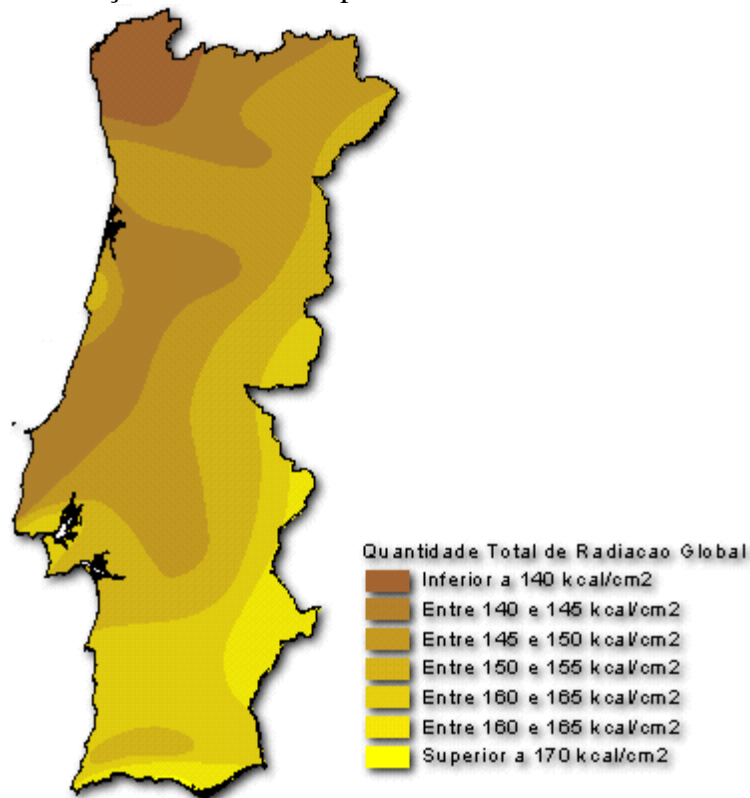 Quantidade Total de Radiacao Global
Inferior a 140 kcal/cm2
Entre 140 e 145 kcal/cm2
Entre 145 e 150 kcal/cm2
Entre 150 e 155 kcal/cm2
Entre 160 e 165 kcal/cm2
Entre 160 e 165 kcal/cm2
Superior a 170 kcal/cm2